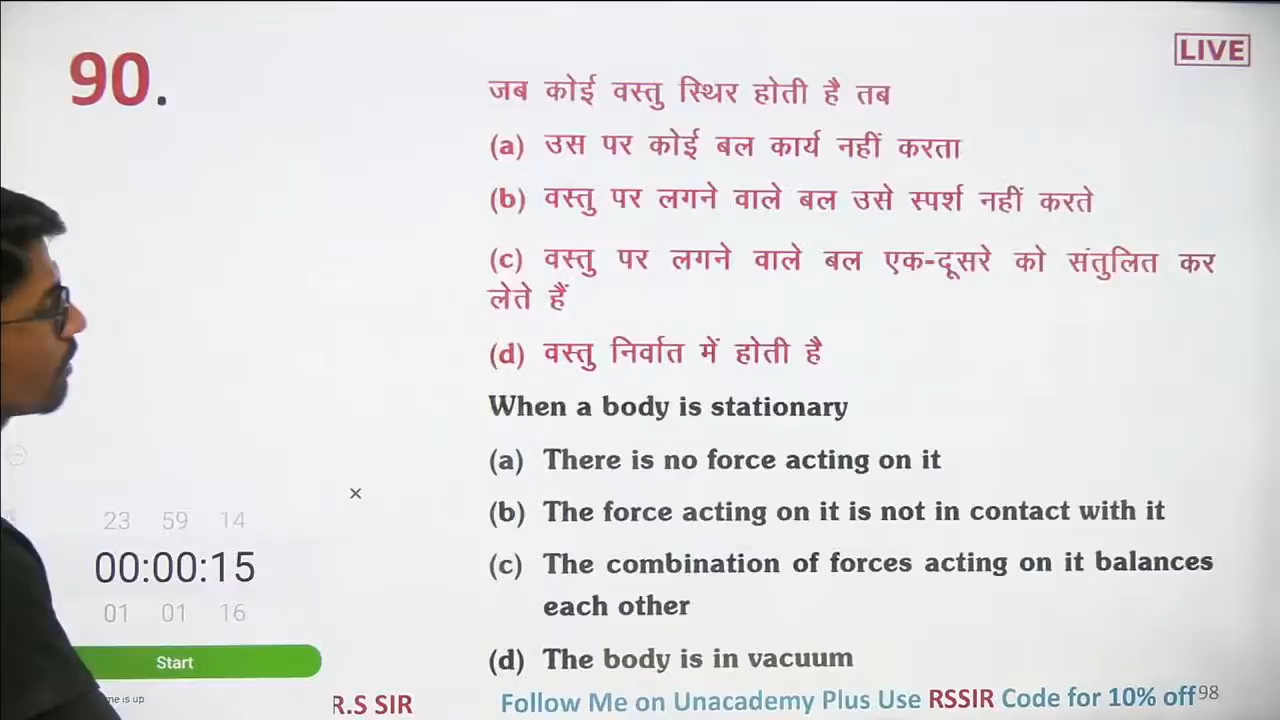 90.
LIVE
जब कोई वस्तु स्थिर होती है तब
(a) उस पर कोई बल कार्य नहीं करता
(b) वस्तु पर लगने वाले बल उसे स्पर्श नहीं करते
(c) वस्तु पर लगने वाले बल एक-दूसरे को संतुलित कर
लेते हैं
(d) वस्तु निर्वात में होती है
When a body is stationary
(a) There is no force acting on it
(b) The force acting on it is not in contact with it
(c) The combination of forces acting on it balances
each other
(d) The body is in vacuum
×
23 59 14
00:00:15
01 01 16
Start
me is up
R.S SIR
Follow Me on Unacademy Plus Use RSSIR Code for 10% off
98